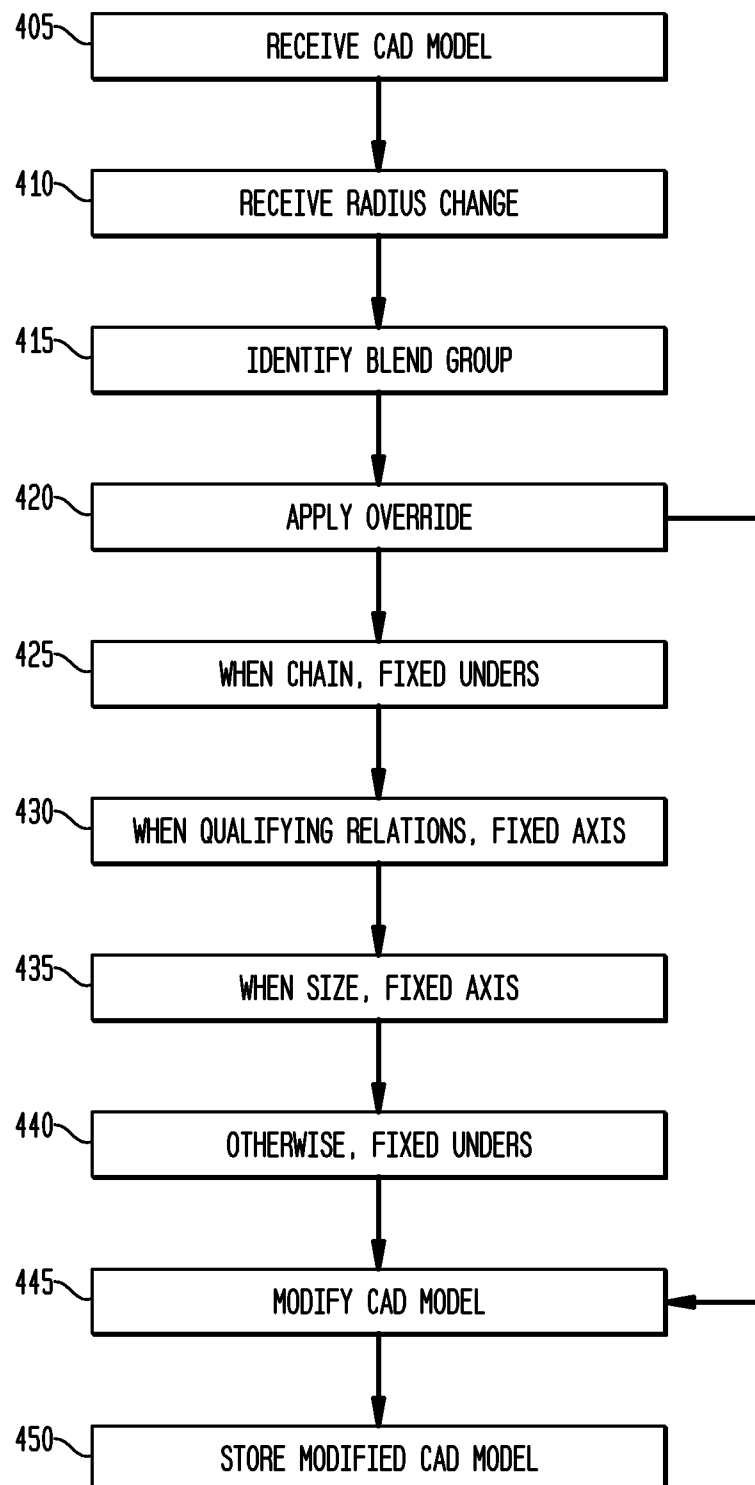 405 RECEIVE CAD MODEL
410 RECEIVE RADIUS CHANGE
415 IDENTIFY BLEND GROUP
420 APPLY OVERRIDE
425 WHEN CHAIN, FIXED UNDERS
430 WHEN QUALIFYING RELATIONS, FIXED AXIS
435 WHEN SIZE, FIXED AXIS
440 OTHERWISE, FIXED UNDERS
445 MODIFY CAD MODEL
450 STORE MODIFIED CAD MODEL